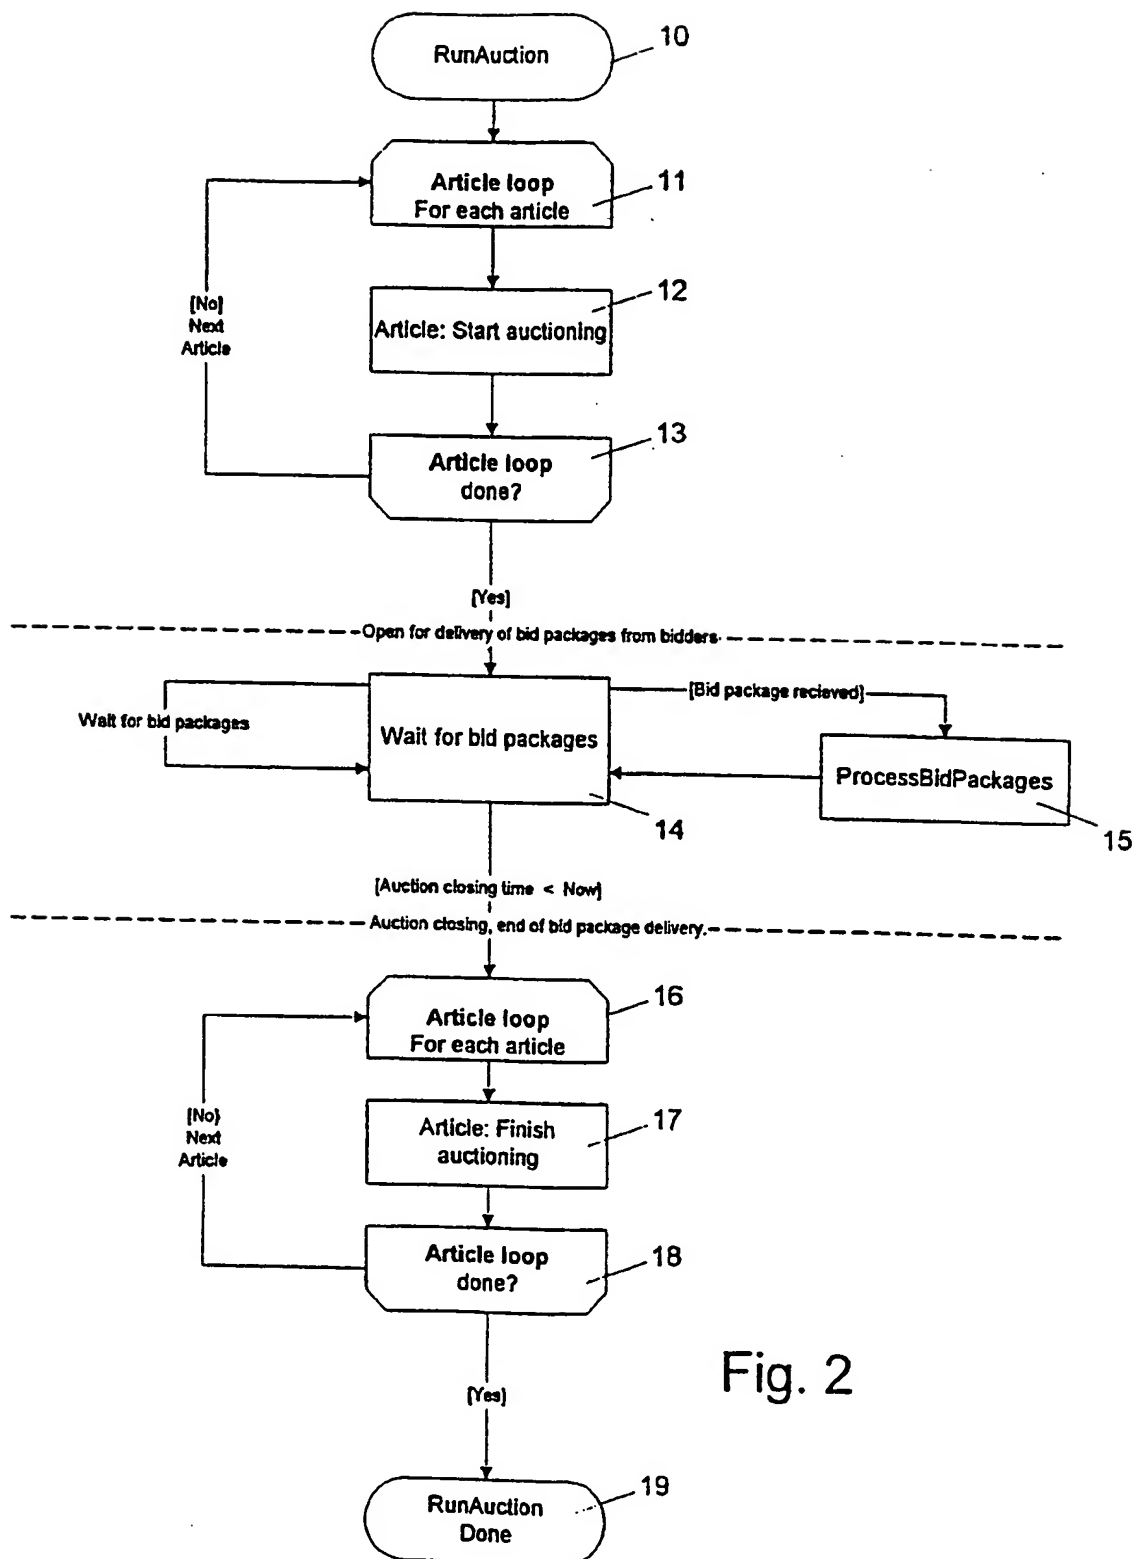 RunAuction
10
Article loop
For each article
11
[No]
Next
Article
12
Article: Start auctioning
13
Article loop
done?
[Yes]
Open for delivery of bid packages from bidders
Wait for bid packages
Wait for bid packages
14
[Bid package recieved]
ProcessBidPackages
15
[Auction closing time < Now]
Auction closing, end of bid package delivery.
16
Article loop
For each article
[No}
Next
Article
17
Article: Finish
auctioning
Article loop
done?
18
[Yes]
Fig. 2
19
RunAuction
Done